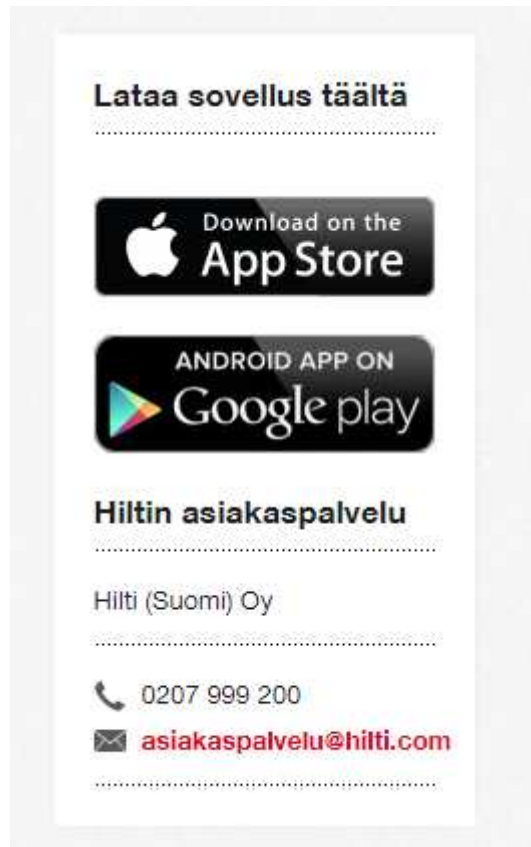 Lataa sovellus täältä
Download on the
App Store
ANDROID APP ON
Google play
Hiltin asiakaspalvelu
Hilti (Suomi) Oy
0207 999 200
asiakaspalvelu@hilti.com